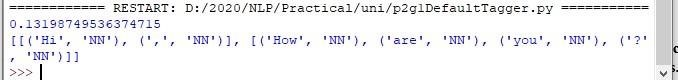 ============ RESTART: D:/2020/NLP/Practical/uni/p2g1DefaultTagger.py ===========
0.13198749536374715
[[('Hi', 'NN'), (',', 'NN')], [('How', 'NN'), ('are', 'NN'), ('you', 'NN'), ('?'
, 'NN')]]
>>>